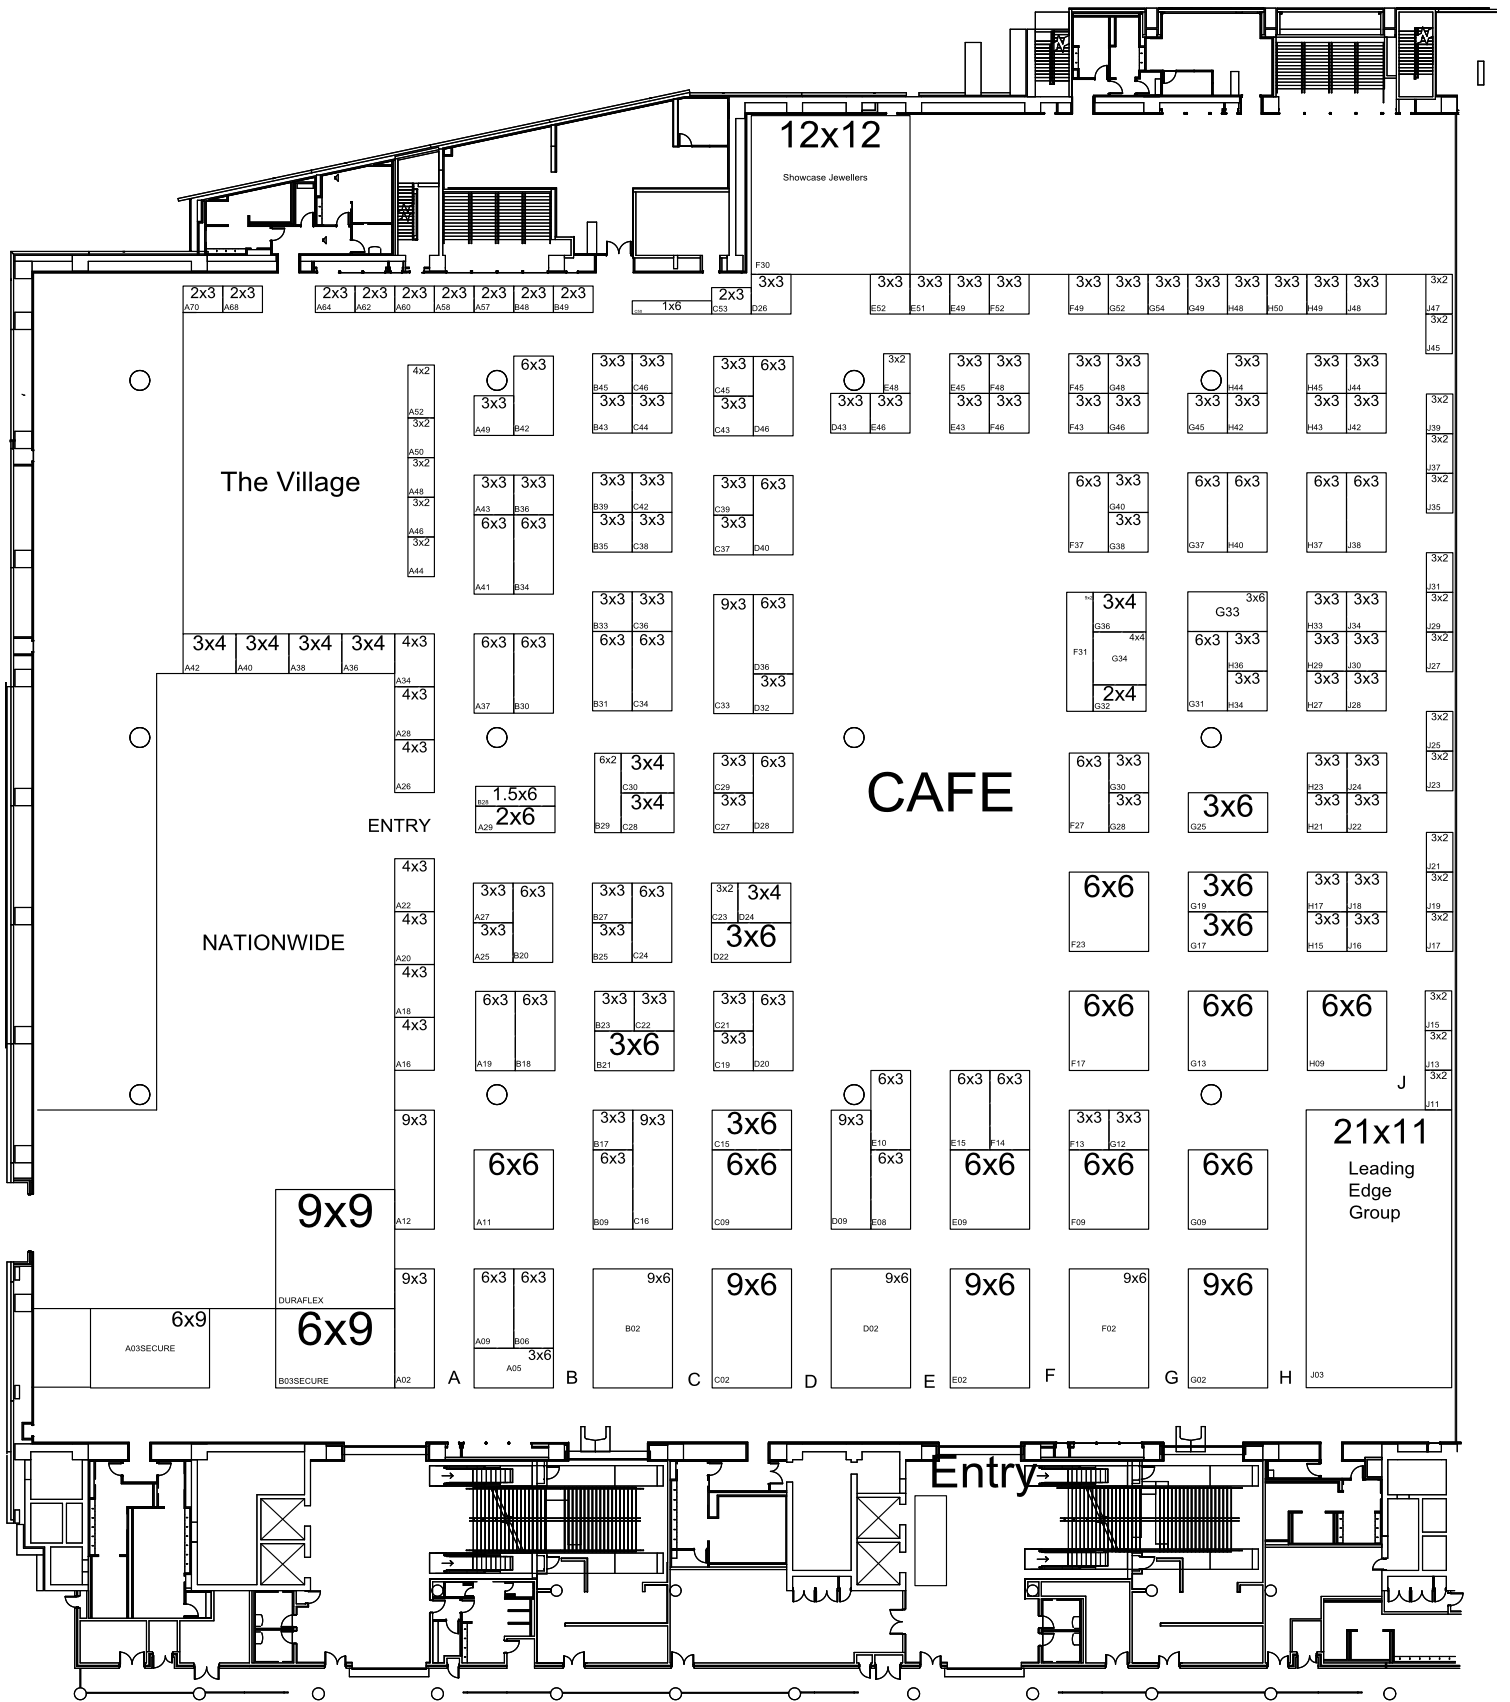 12x12
Showcase Jewellers
F30
2x3 2x3 2x3 2x3 2x3 2x3 2x3 2x3 2x3
A70 A68 A64 A62 A60 A58 A57 B48 B49
1x6 2x3 3x3 3x3 3x3 3x3 3x3 3x3 3x3 3x3 3x3 3x3 3x3 3x3 3x3 3x2
C53 D26 E52 E51 E49 F52 F49 G52 G54 G49 H48 H50 H49 J48 J47
3x2
J45
4x2 6x3 3x3 3x3 3x3 6x3 3x2 3x3 3x3 3x3 3x3 3x3 3x3 3x3
B45 C46 C45 E48 E45 F48 F45 G48 H44 H45 J44
A52 3x3 3x3 3x3 3x3 3x3 3x3 3x3 3x3 3x3 3x3 3x3 3x3 3x3 3x3 3x2
A49 B42 B43 C44 C43 D46 D43 E46 E43 F46 F43 G46 G45 H42 H43 J42 J39
3x2 3x2
A50 J37
The Village
3x2 3x3 3x3 3x3 3x3 3x3 6x3 6x3 3x3 6x3 6x3 6x3 6x3 3x2
A48 A43 B36 B39 C42 C39 G40 J35
3x2 6x3 6x3 3x3 3x3 3x3 3x3
A46 B35 C38 C37 D40 F37 G38 G37 H40 H37 J38
3x2
A44 A41 B34
3x2
J31
3x3 3x3 9x3 6x3 3x4 3x6 3x3 3x3 3x2
B33 C36 G36 G33 H33 J34 J29
3x4 3x4 3x4 3x4 4x3 6x3 6x3 6x3 6x3 F31 4x4 6x3 3x3 3x3 3x3 3x2
A42 A40 A38 A36 A34 D36 G34 H36 H29 J30 J27
4x3 3x3 2x4 3x3 3x3 3x3
A28 A37 B30 B31 C34 C33 D32 G32 G31 H34 H27 J28
3x2
J25
4x3 6x2 3x4 3x3 6x3 6x3 3x3 3x3 3x3 3x2
A26 C30 C29 G30 H23 J24 J23
CAFE
1.5x6 3x4 3x3 3x3 3x6 3x3 3x3
B28
2x6
A29 B29 C28 C27 D28 F27 G28 G25 H21 J22
ENTRY
4x3 3x2
A22 J21
3x3 6x3 3x3 6x3 3x2 3x4 6x6 3x6 3x3 3x3 3x2
A27 B27 C23 D24 G19 H17 J18 J19
NATIONWIDE
4x3 3x3 3x3 3x6 3x6 3x3 3x3 3x2
A20 A25 B20 B25 C24 D22 F23 G17 H15 J16 J17
4x3 6x3 6x3 3x3 3x3 3x3 6x3 6x6 6x6 6x6 3x2
A18 B23 C22 C21 J15
4x3 3x6 3x3 3x2
A16 A19 B18 B21 C19 D20 F17 G13 H09 J13
J
6x3 6x3 6x3 3x2
J11
9x3 3x3 9x3 3x6 9x3 3x3 3x3 21x11
B17 C15 E10 E15 F14 F13 G12
6x6 6x3 6x6 6x3 6x6 6x6 6x6 Leading
Edge
Group
A12 A11 B09 C16 C09 D09 E08 E09 F09 G09
9x9
DURAFLEX
9x3 6x3 6x3 9x6 9x6 9x6 9x6 9x6 9x6
6x9 6x9
A03SECURE A09 B06 B02 D02 F02
3x6
A05
B03SECURE A02 C02 E02 G02 J03
A B C D E F G H
Entry